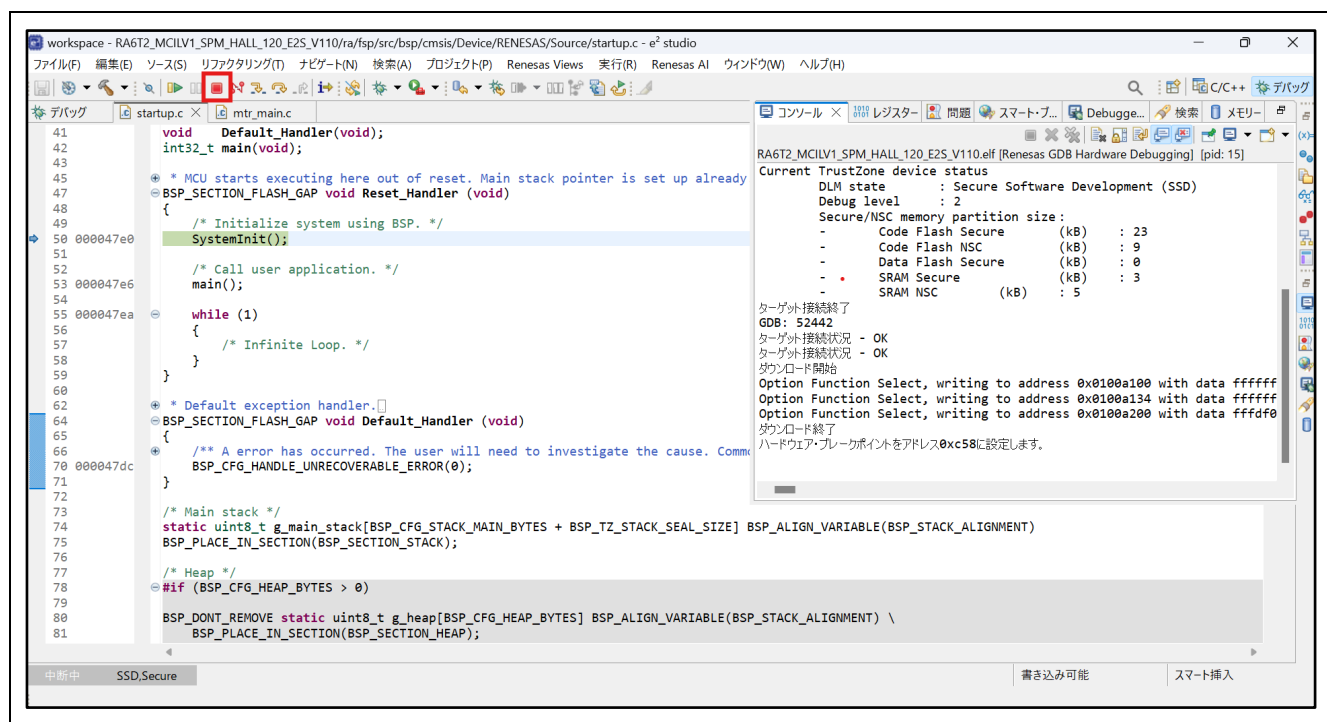 workspace - RA6T2_MCILV1_SPM_HALL_120_E2S_V110/ra/fsp/src/bsp/cmsis/Device/RENESAS/Source/startup.c - e² studio
ファイル(F) 編集(E) ソース(S) リファクタリング(T) ナビゲート(N) 検索(A) プロジェクト(P) Renesas Views 実行(R) Renesas AI ウィンドウ(W) ヘルプ(H)
C/C++ デバッグ
デバッグ startup.c mtr_main.c
41 void Default_Handler(void);
42 int32_t main(void);
43
45 * MCU starts executing here out of reset. Main stack pointer is set up already
47 BSP_SECTION_FLASH_GAP void Reset_Handler (void)
48 {
49 /* Initialize system using BSP. */
50 000047e0 SystemInit();
51
52 /* Call user application. */
53 000047e6 main();
54
55 000047ea while (1)
56 {
57 /* Infinite Loop. */
58 }
59 }
60
62 * Default exception handler.
64 BSP_SECTION_FLASH_GAP void Default_Handler (void)
65 {
66 /** A error has occurred. The user will need to investigate the cause. Commo
70 000047dc BSP_CFG_HANDLE_UNRECOVERABLE_ERROR(0);
71 }
72
73 /* Main stack */
74 static uint8_t g_main_stack[BSP_CFG_STACK_MAIN_BYTES + BSP_TZ_STACK_SEAL_SIZE] BSP_ALIGN_VARIABLE(BSP_STACK_ALIGNMENT)
75 BSP_PLACE_IN_SECTION(BSP_SECTION_STACK);
76
77 /* Heap */
78 #if (BSP_CFG_HEAP_BYTES > 0)
79
80 BSP_DONT_REMOVE static uint8_t g_heap[BSP_CFG_HEAP_BYTES] BSP_ALIGN_VARIABLE(BSP_STACK_ALIGNMENT) \
81 BSP_PLACE_IN_SECTION(BSP_SECTION_HEAP);
コンソール レジスター 問題 スマート・ブ... Debugge... 検索 メモリー
RA6T2_MCILV1_SPM_HALL_120_E2S_V110.elf [Renesas GDB Hardware Debugging] [pid: 15]
Current TrustZone device status
DLM state : Secure Software Development (SSD)
Debug level : 2
Secure/NSC memory partition size :
- Code Flash Secure (kB) : 23
- Code Flash NSC (kB) : 9
- Data Flash Secure (kB) : 0
- SRAM Secure (kB) : 3
- SRAM NSC (kB) : 5
ターゲット接続終了
GDB: 52442
ターゲット接続状況 - OK
ターゲット接続状況 - OK
ダウンロード開始
Option Function Select, writing to address 0x0100a100 with data ffffff
Option Function Select, writing to address 0x0100a134 with data ffffff
Option Function Select, writing to address 0x0100a200 with data fffdf0
ダウンロード終了
ハードウェア・ブレークポイントをアドレス0xc58に設定します。
中断中 SSD,Secure 書き込み可能 スマート挿入